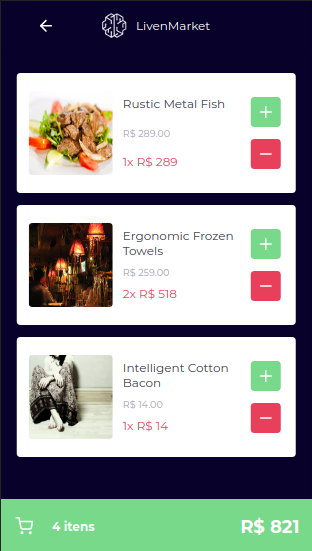 LivenMarket
Rustic Metal Fish
R$ 289.00
1x R$ 289
Ergonomic Frozen
Towels
R$ 259.00
2x R$ 518
Intelligent Cotton
Bacon
R$ 14.00
1x R$ 14
4 itens
R$ 821